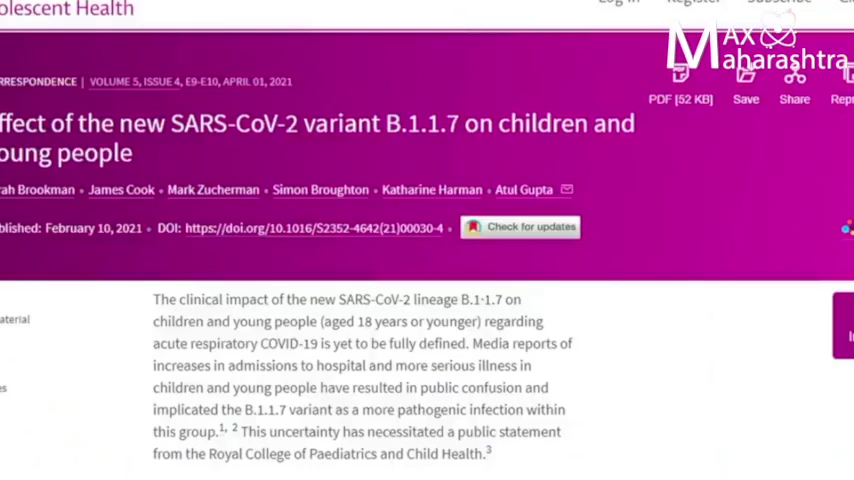 olescent Health
Log in Register Subscribe
MAX Maharashtra
RRESPONDENCE | VOLUME 5, ISSUE 4, E9-E10, APRIL 01, 2021
PDF [52 KB] Save Share Repr
ffect of the new SARS-CoV-2 variant B.1.1.7 on children and
oung people
rah Brookman • James Cook • Mark Zucherman • Simon Broughton • Katharine Harman • Atul Gupta
blished: February 10, 2021 • DOI: https://doi.org/10.1016/S2352-4642(21)00030-4 • Check for updates
The clinical impact of the new SARS-CoV-2 lineage B.1·1.7 on
children and young people (aged 18 years or younger) regarding
aterial
acute respiratory COVID-19 is yet to be fully defined. Media reports of
increases in admissions to hospital and more serious illness in
children and young people have resulted in public confusion and
es
implicated the B.1.1.7 variant as a more pathogenic infection within
this group.1, 2 This uncertainty has necessitated a public statement
from the Royal College of Paediatrics and Child Health.3